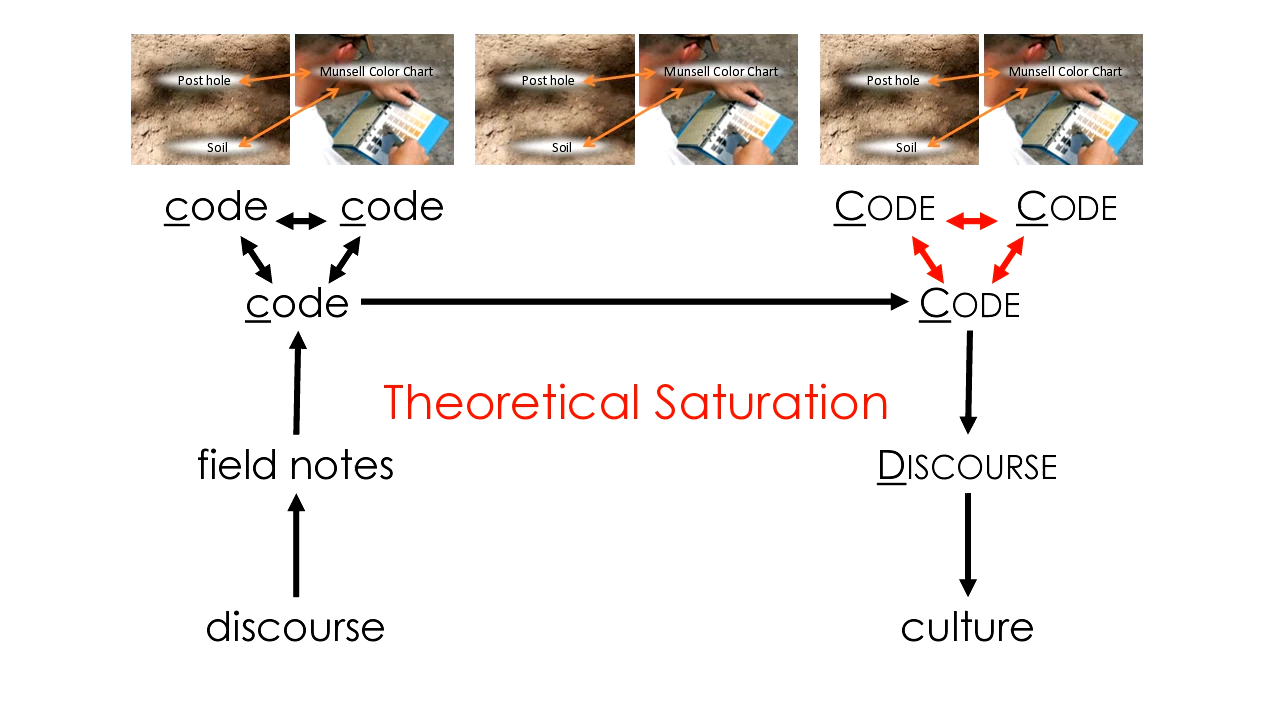 Post hole Munsell Color Chart Post hole Munsell Color Chart Post hole Munsell Color Chart
Soil Soil Soil
code code CODE CODE
code CODE
Theoretical Saturation
field notes DISCOURSE
discourse culture